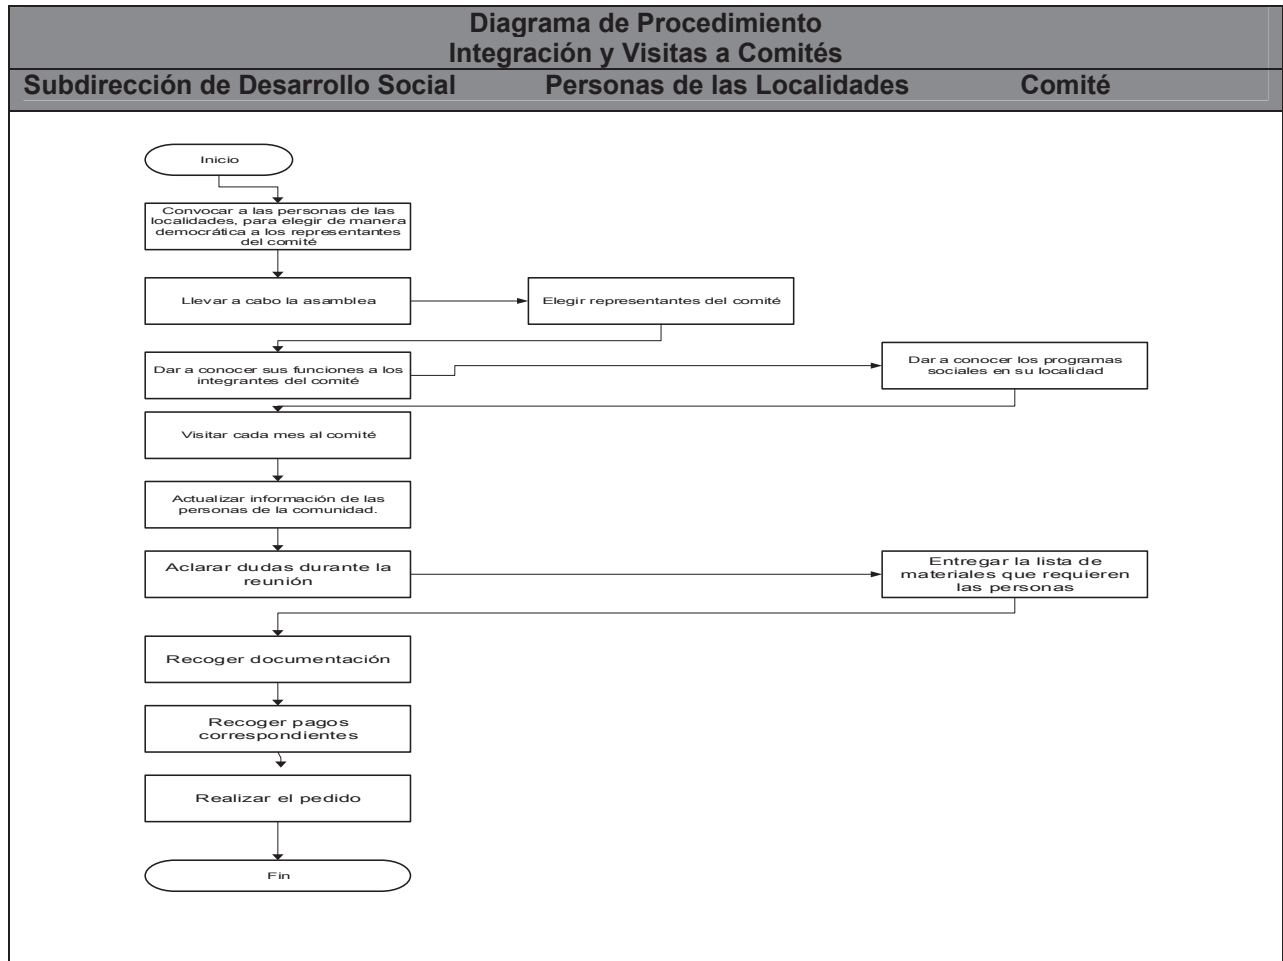 Diagrama de Procedimiento
Integración y Visitas a Comités
Subdirección de Desarrollo Social Personas de las Localidades Comité
Inicio
Convocar a las personas de las
localidades, para elegir de manera
democrática a los representantes
del comité
Llevar a cabo la asamblea
Elegir representantes del comité
Dar a conocer sus funciones a los
integrantes del comité
Dar a conocer los programas
sociales en su localidad
Visitar cada mes al comité
Actualizar información de las
personas de la comunidad.
Aclarar dudas durante la
reunión
Entregar la lista de
materiales que requieren
las personas
Recoger documentación
Recoger pagos
correspondientes
Realizar el pedido
Fin